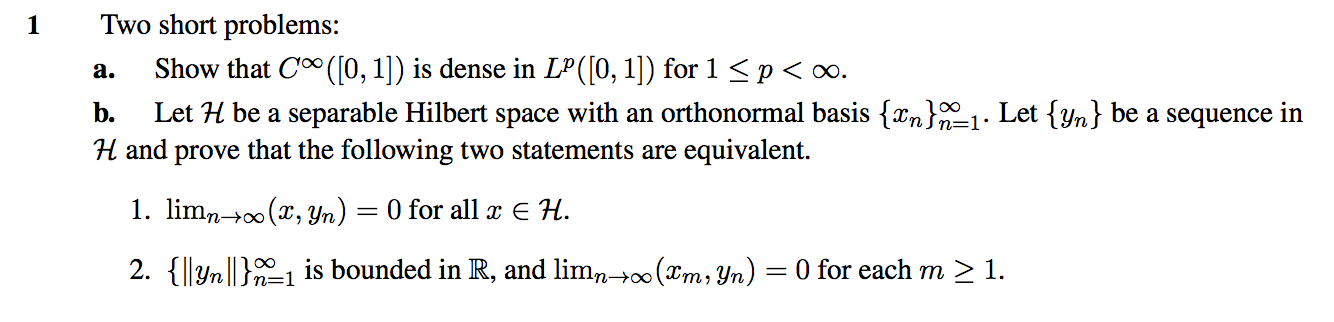 1 Two short problems:
a. Show that $C^\infty([0, 1])$ is dense in $L^p([0, 1])$ for $1 \leq p < \infty$.
b. Let $\mathcal{H}$ be a separable Hilbert space with an orthonormal basis $\{x_n\}_{n=1}^\infty$. Let $\{y_n\}$ be a sequence in
$\mathcal{H}$ and prove that the following two statements are equivalent.
1. $\lim_{n\to\infty}(x, y_n) = 0$ for all $x \in \mathcal{H}$.
2. $\{\|y_n\|\}_{n=1}^\infty$ is bounded in $\mathbb{R}$, and $\lim_{n\to\infty}(x_m, y_n) = 0$ for each $m \geq 1$.